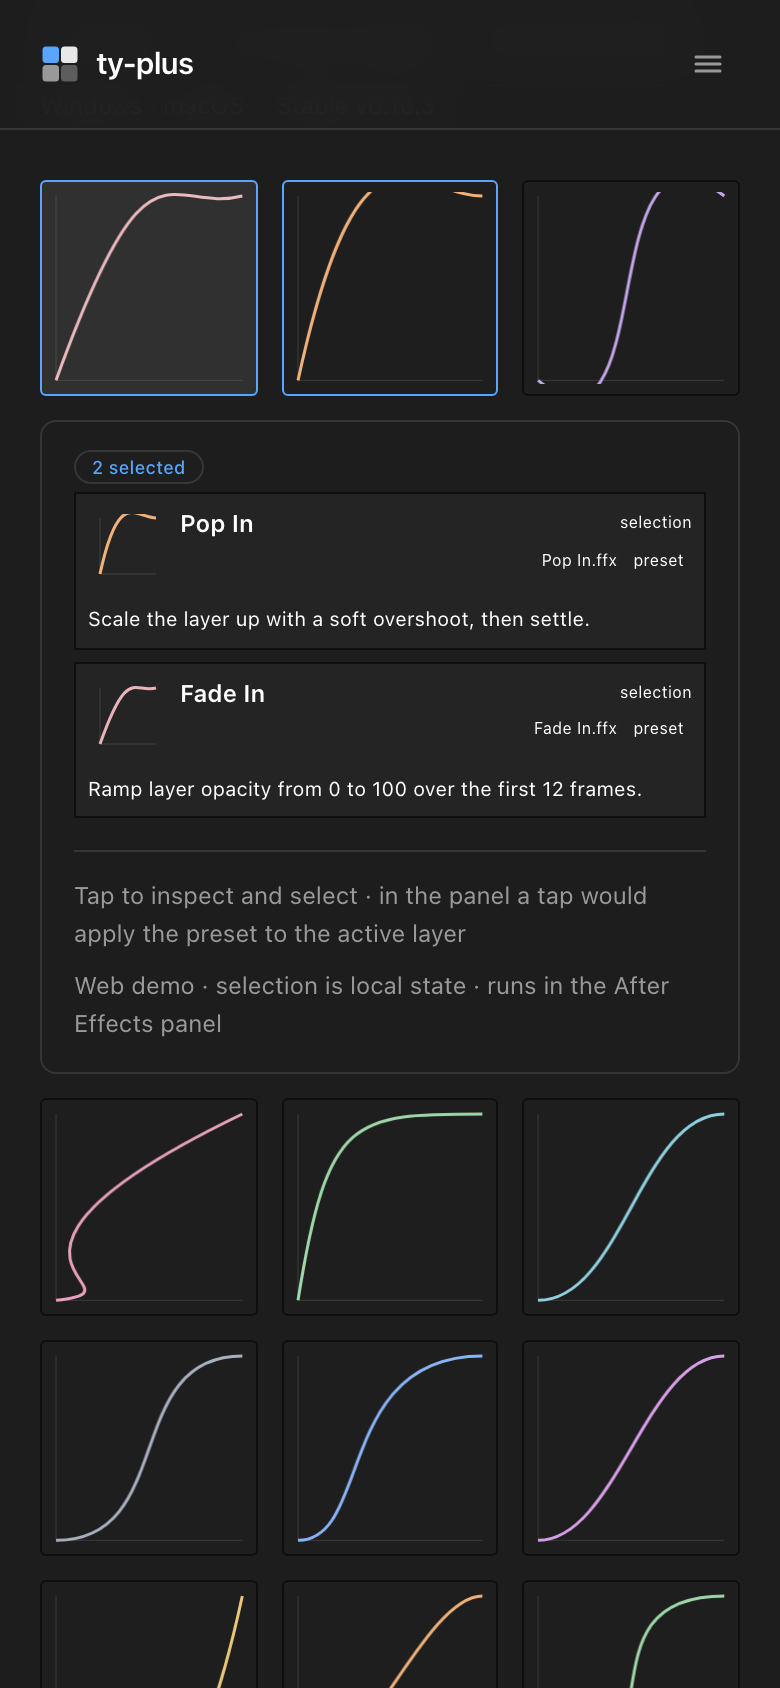 ty-plus
Windows · macOS
2 selected
Pop In
selection
Pop In.ffx preset
Scale the layer up with a soft overshoot, then settle.
Fade In
selection
Fade In.ffx preset
Ramp layer opacity from 0 to 100 over the first 12 frames.
Tap to inspect and select · in the panel a tap would
apply the preset to the active layer
Web demo · selection is local state · runs in the After
Effects panel